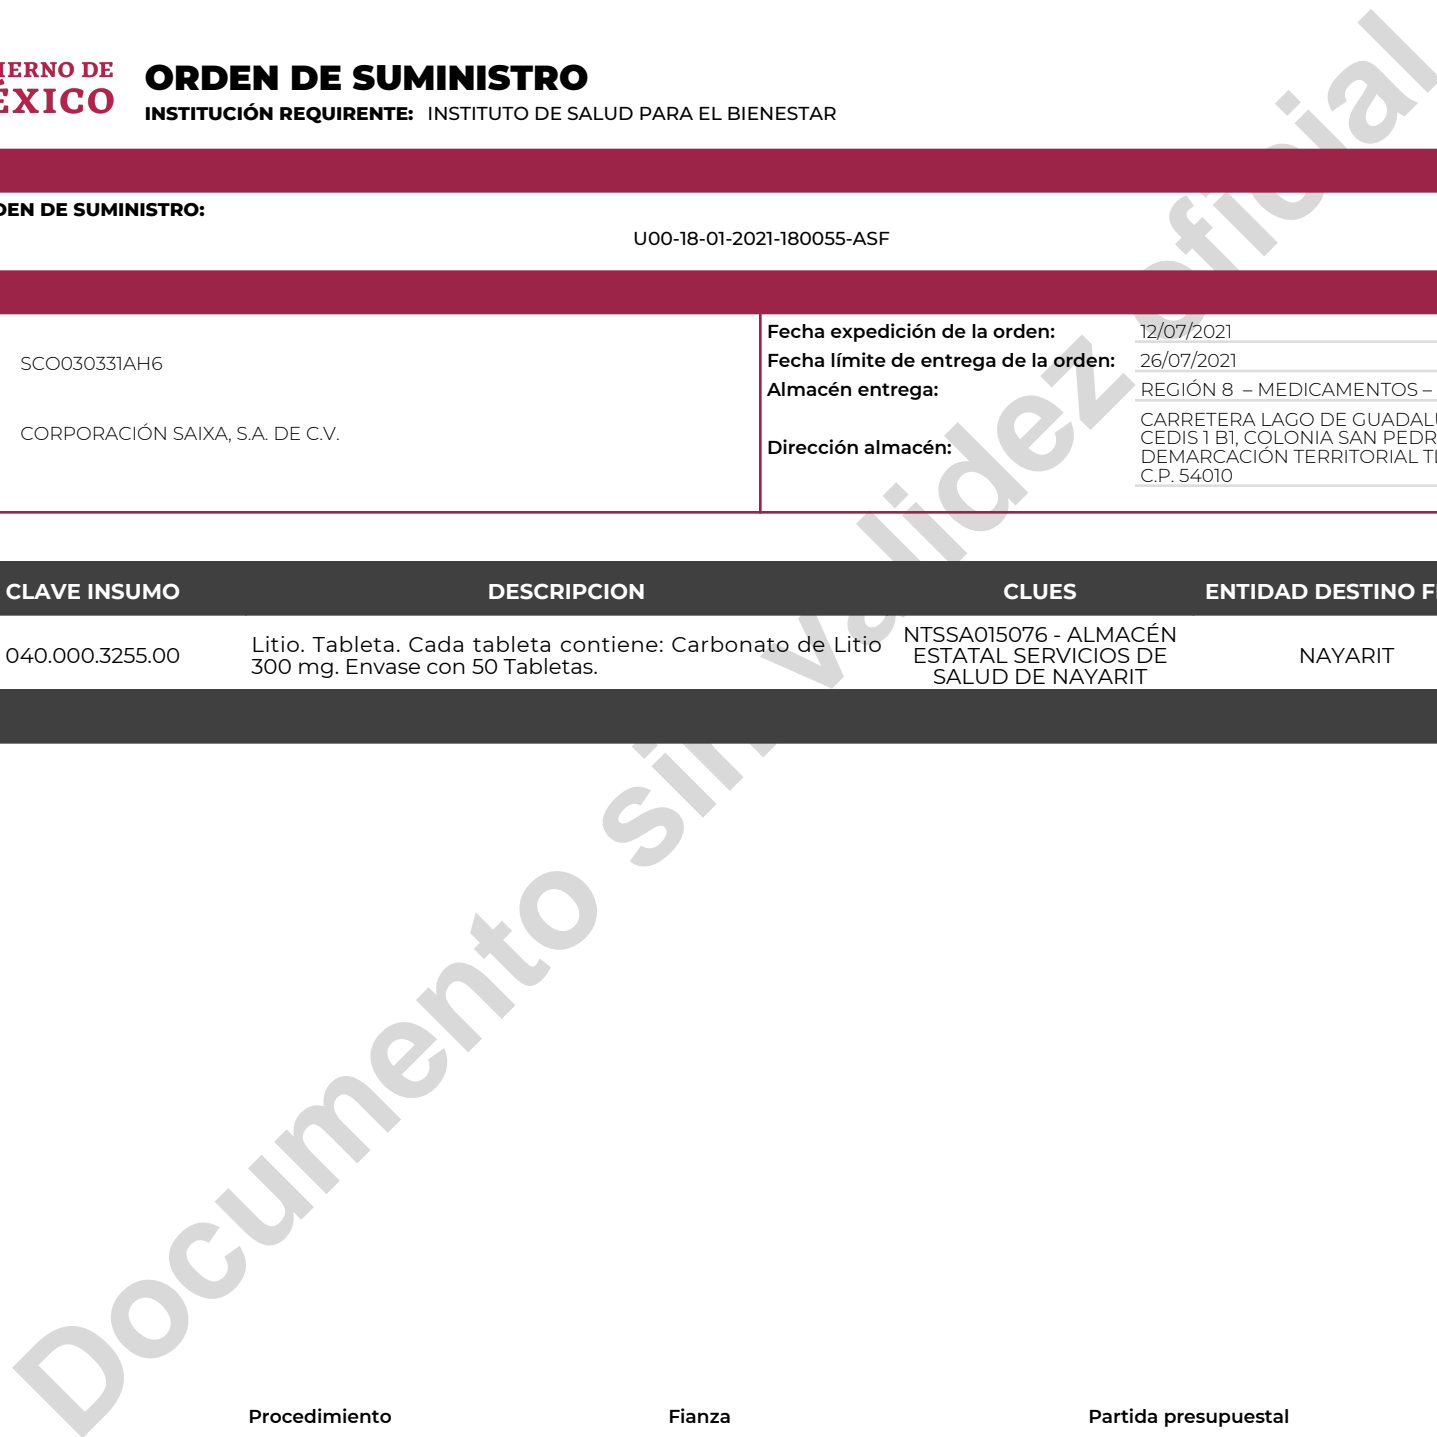 IERNO DE
ÉXICO
ORDEN DE SUMINISTRO
INSTITUCIÓN REQUIRENTE: INSTITUTO DE SALUD PARA EL BIENESTAR
DEN DE SUMINISTRO:
U00-18-01-2021-180055-ASF
SCO030331AH6
CORPORACIÓN SAIXA, S.A. DE C.V.
Fecha expedición de la orden: 12/07/2021
Fecha límite de entrega de la orden: 26/07/2021
Almacén entrega: REGIÓN 8 – MEDICAMENTOS –
Dirección almacén:
CARRETERA LAGO DE GUADALU
CEDIS 1 B1, COLONIA SAN PEDR
DEMARCACIÓN TERRITORIAL TL
C.P. 54010
CLAVE INSUMO DESCRIPCION CLUES ENTIDAD DESTINO F
040.000.3255.00
Litio. Tableta. Cada tableta contiene: Carbonato de Litio
300 mg. Envase con 50 Tabletas.
NTSSA015076 - ALMACÉN
ESTATAL SERVICIOS DE
SALUD DE NAYARIT
NAYARIT
Documento sin validez oficial
Procedimiento Fianza Partida presupuestal